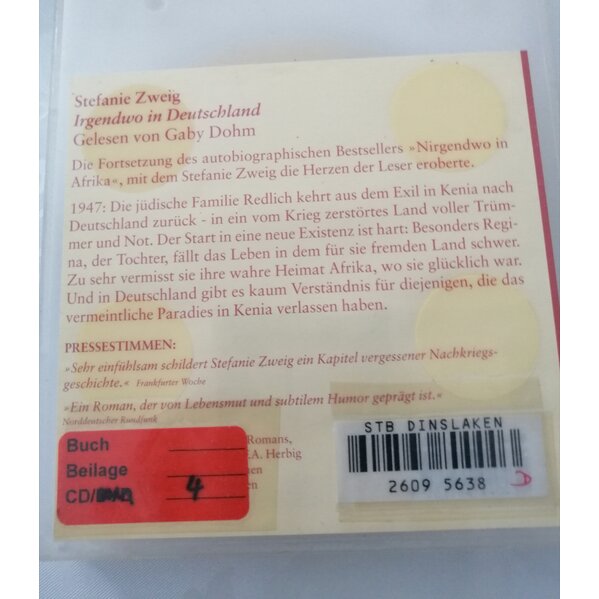 Stefanie Zweig
Irgendwo in Deutschland
Gelesen von Gaby Dohm
Die Fortsetzung des autobiographischen Bestsellers »Nirgendwo in
Afrika«, mit dem Stefanie Zweig die Herzen der Leser eroberte.
1947: Die jüdische Familie Redlich kehrt aus dem Exil in Kenia nach
Deutschland zurück - in ein vom Krieg zerstörtes Land voller Trüm-
mer und Not. Der Start in eine neue Existenz ist hart: Besonders Regi-
na, der Tochter, fällt das Leben in dem für sie fremden Land schwer.
Zu sehr vermisst sie ihre wahre Heimat Afrika, wo sie glücklich war.
Und in Deutschland gibt es kaum Verständnis für diejenigen, die das
vermeintliche Paradies in Kenia verlassen haben.
PRESSESTIMMEN:
»Sehr einfühlsam schildert Stefanie Zweig ein Kapitel vergessener Nachkriegs-
geschichte.« Frankfurter Woche
»Ein Roman, der von Lebensmut und subtilem Humor geprägt ist.«
Norddeutscher Rundfunk
Romans,
F.A. Herbig
Buch
Beilage
CD/ 4
STB DINSLAKEN
2609 5638 D